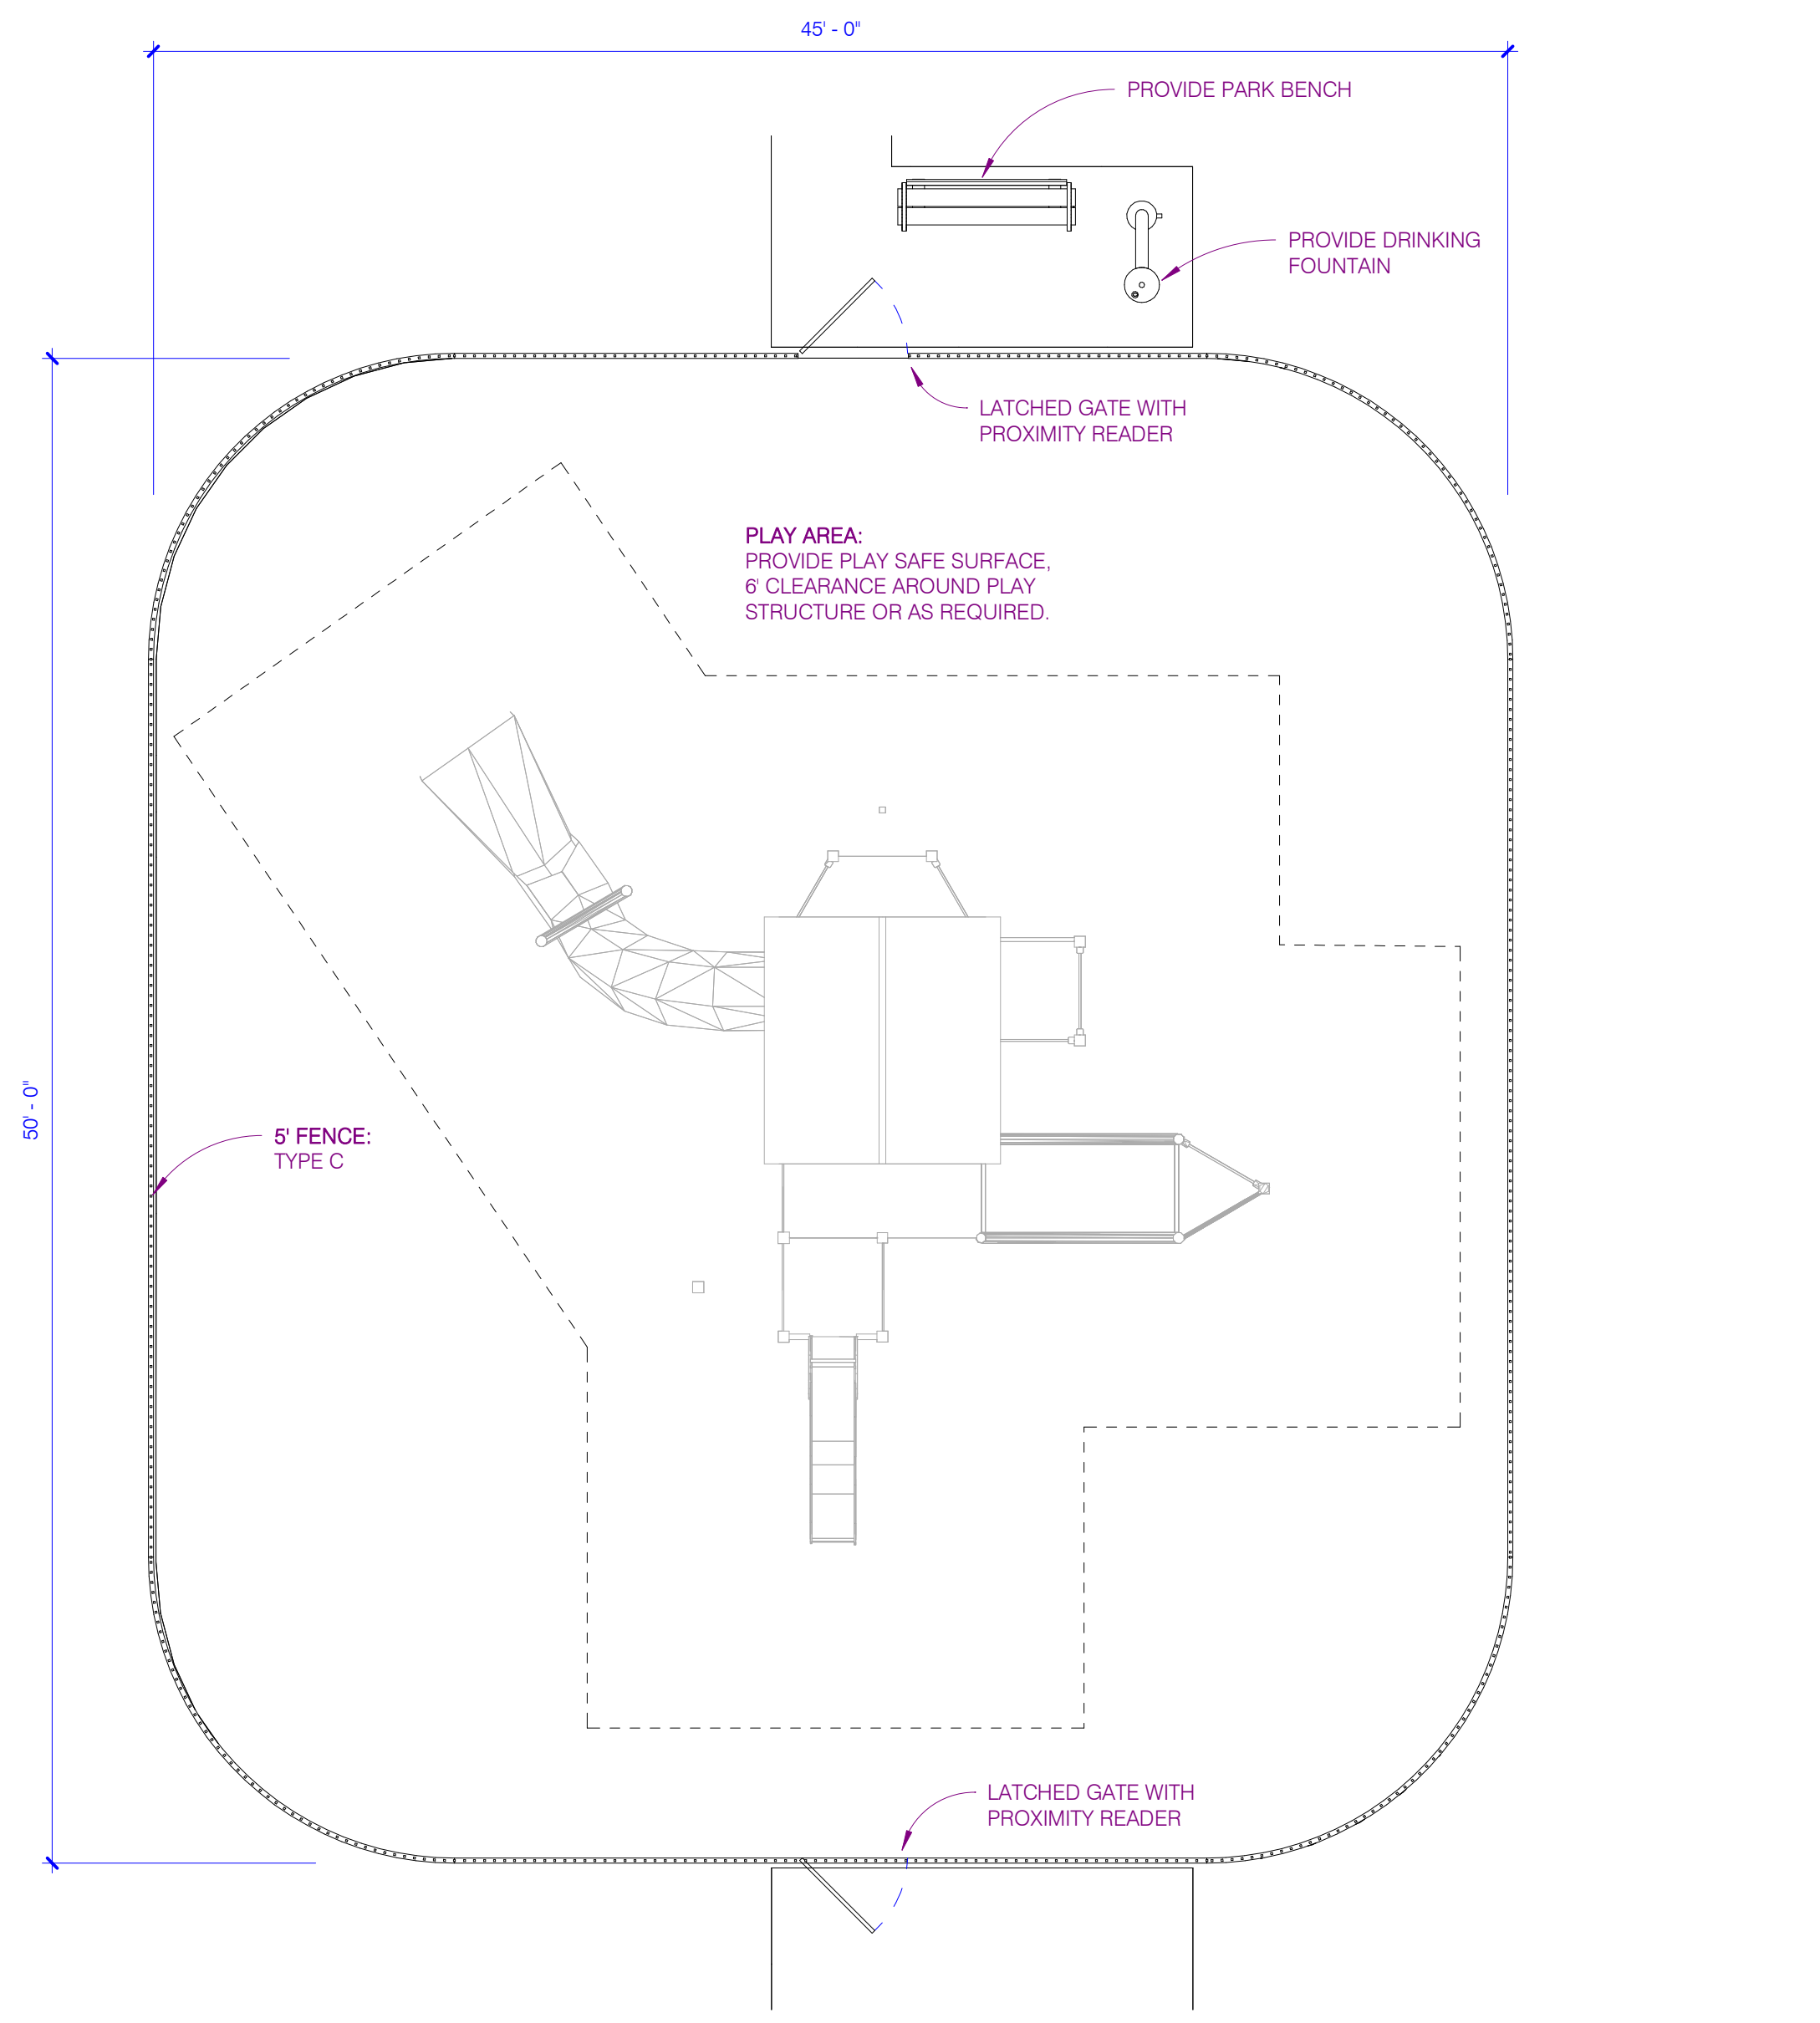 45' - 0"
PROVIDE PARK BENCH
PROVIDE DRINKING
FOUNTAIN
LATCHED GATE WITH
PROXIMITY READER
PLAY AREA:
PROVIDE PLAY SAFE SURFACE,
6' CLEARANCE AROUND PLAY
STRUCTURE OR AS REQUIRED.
50' - 0"
5' FENCE:
TYPE C
LATCHED GATE WITH
PROXIMITY READER